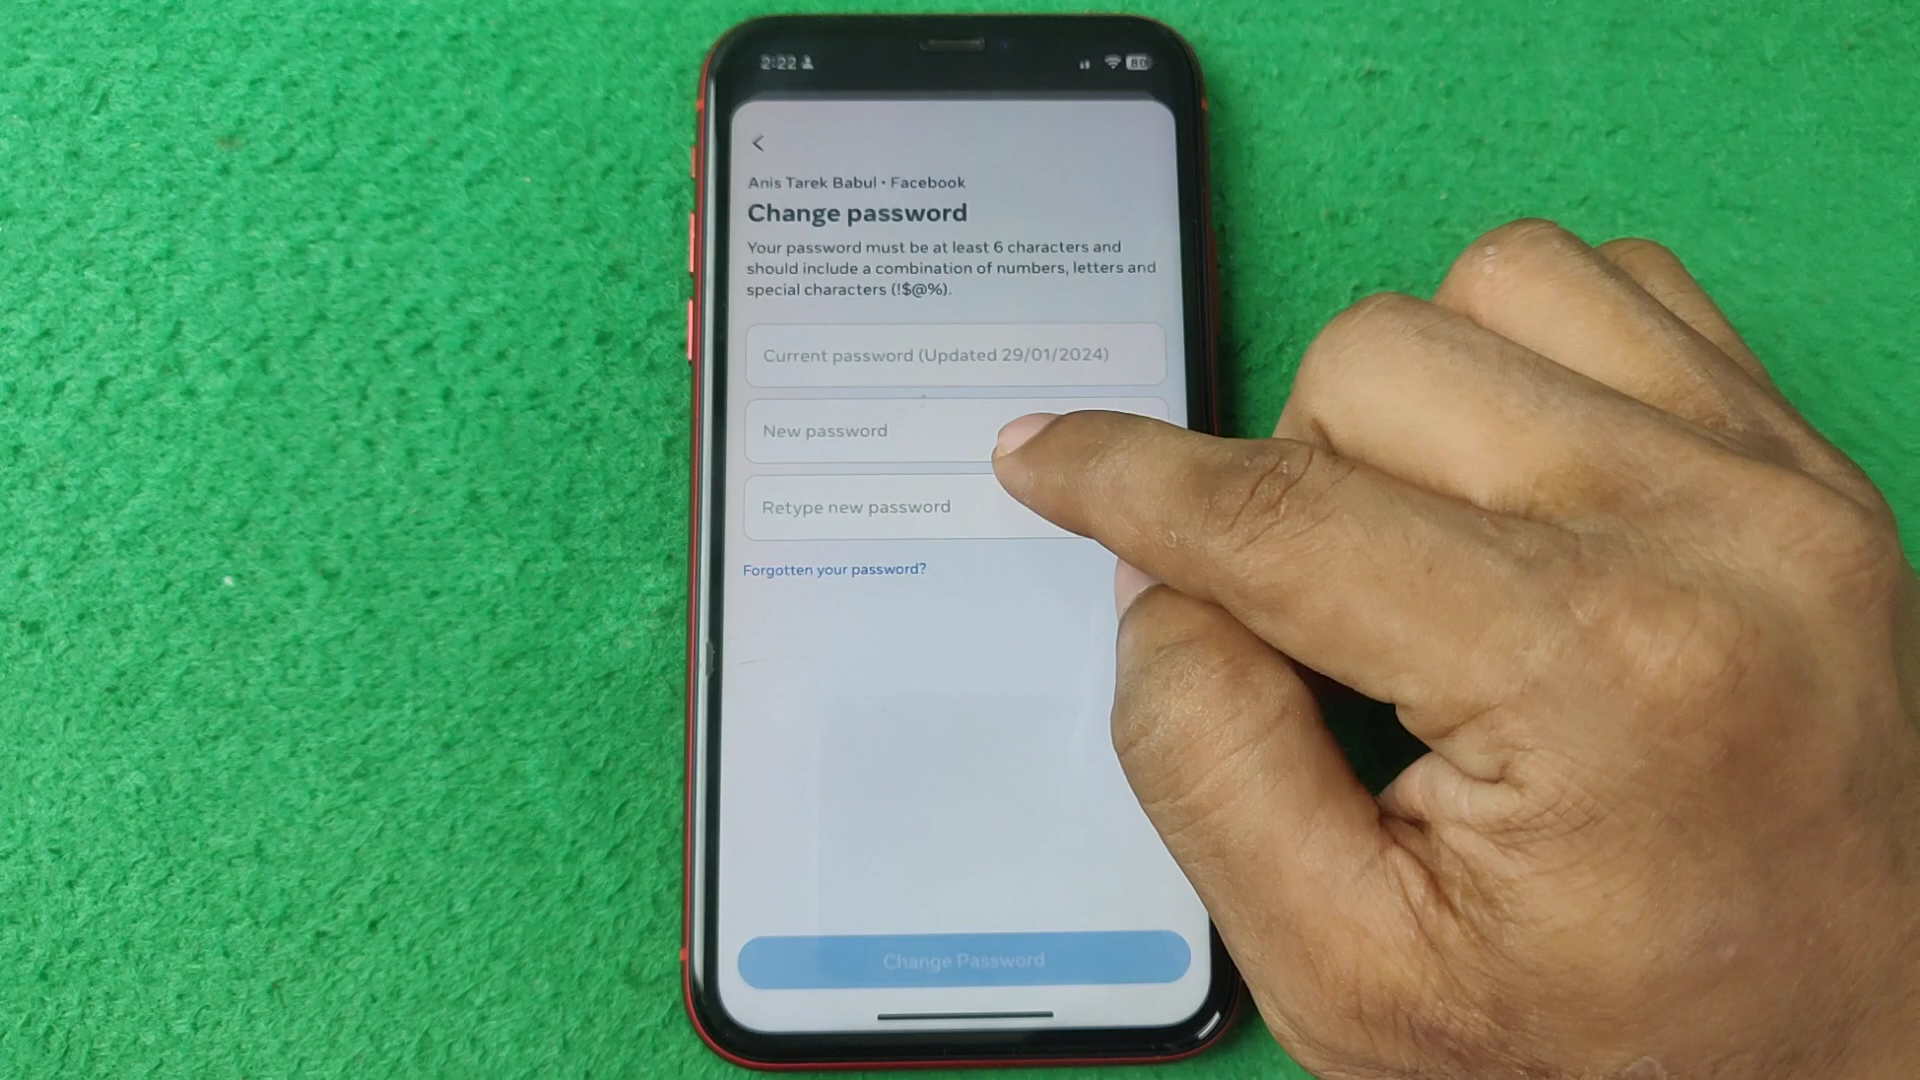 2:22
80
Anis Tarek Babul • Facebook
Change password
Your password must be at least 6 characters and
should include a combination of numbers, letters and
special characters (!$@%).
Current password (Updated 29/01/2024)
New password
Retype new password
Forgotten your password?
Change Password